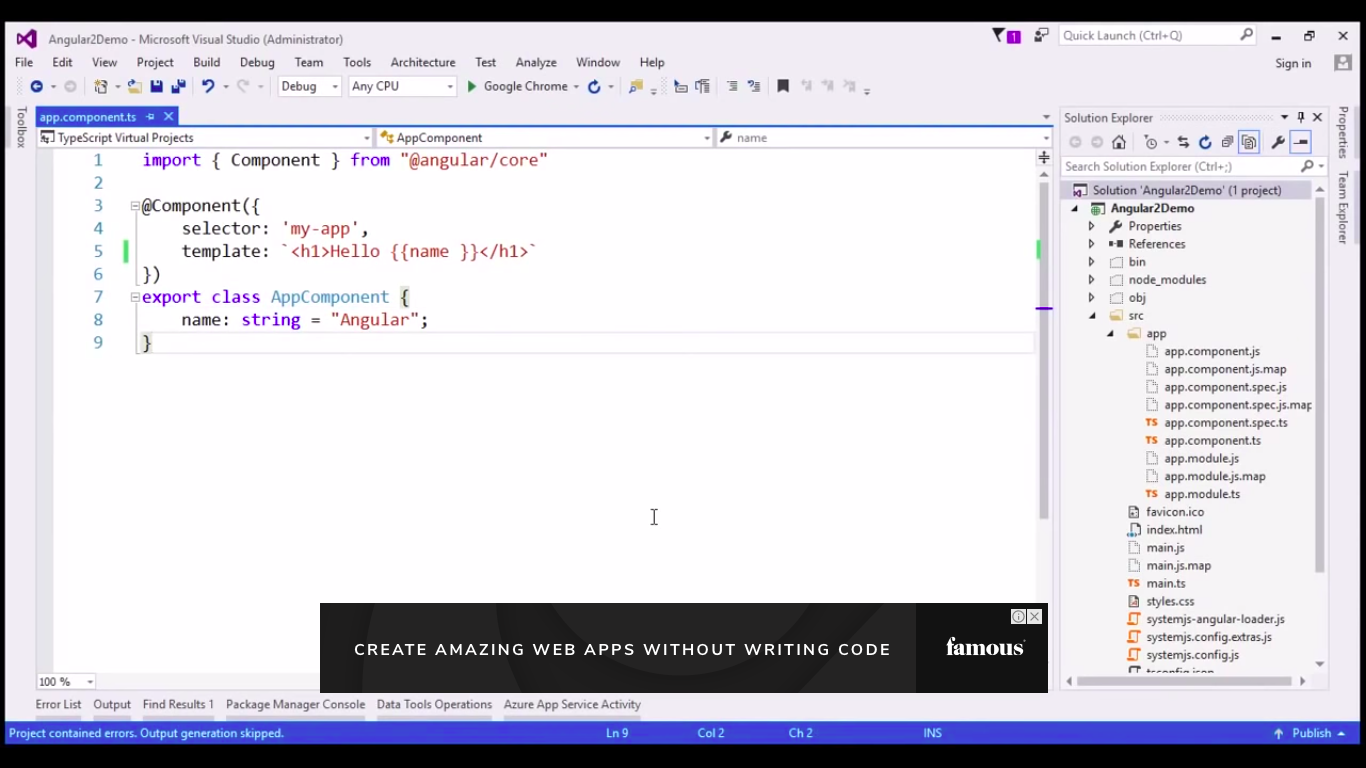 Angular2Demo - Microsoft Visual Studio (Administrator)
1
Quick Launch (Ctrl+Q)
File Edit View Project Build Debug Team Tools Architecture Test Analyze Window Help
Sign in
Debug Any CPU Google Chrome
Toolbox
app.component.ts
TypeScript Virtual Projects
AppComponent
name
1 import { Component } from "@angular/core"
2
3 @Component({
4 selector: 'my-app',
5 template: `<h1>Hello {{name }}</h1>`
6 })
7 export class AppComponent {
8 name: string = "Angular";
9 }
CREATE AMAZING WEB APPS WITHOUT WRITING CODE
famous
100 %
Solution Explorer
Search Solution Explorer (Ctrl+;)
Solution 'Angular2Demo' (1 project)
Angular2Demo
Properties
References
bin
node_modules
obj
src
app
app.component.js
app.component.js.map
app.component.spec.js
app.component.spec.js.map
TS app.component.spec.ts
TS app.component.ts
app.module.js
app.module.js.map
TS app.module.ts
favicon.ico
index.html
main.js
main.js.map
TS main.ts
styles.css
systemjs-angular-loader.js
systemjs.config.extras.js
systemjs.config.js
tsconfig.json
Properties
Team Explorer
Error List Output Find Results 1 Package Manager Console Data Tools Operations Azure App Service Activity
Project contained errors. Output generation skipped.
Ln 9 Col 2 Ch 2 INS
Publish